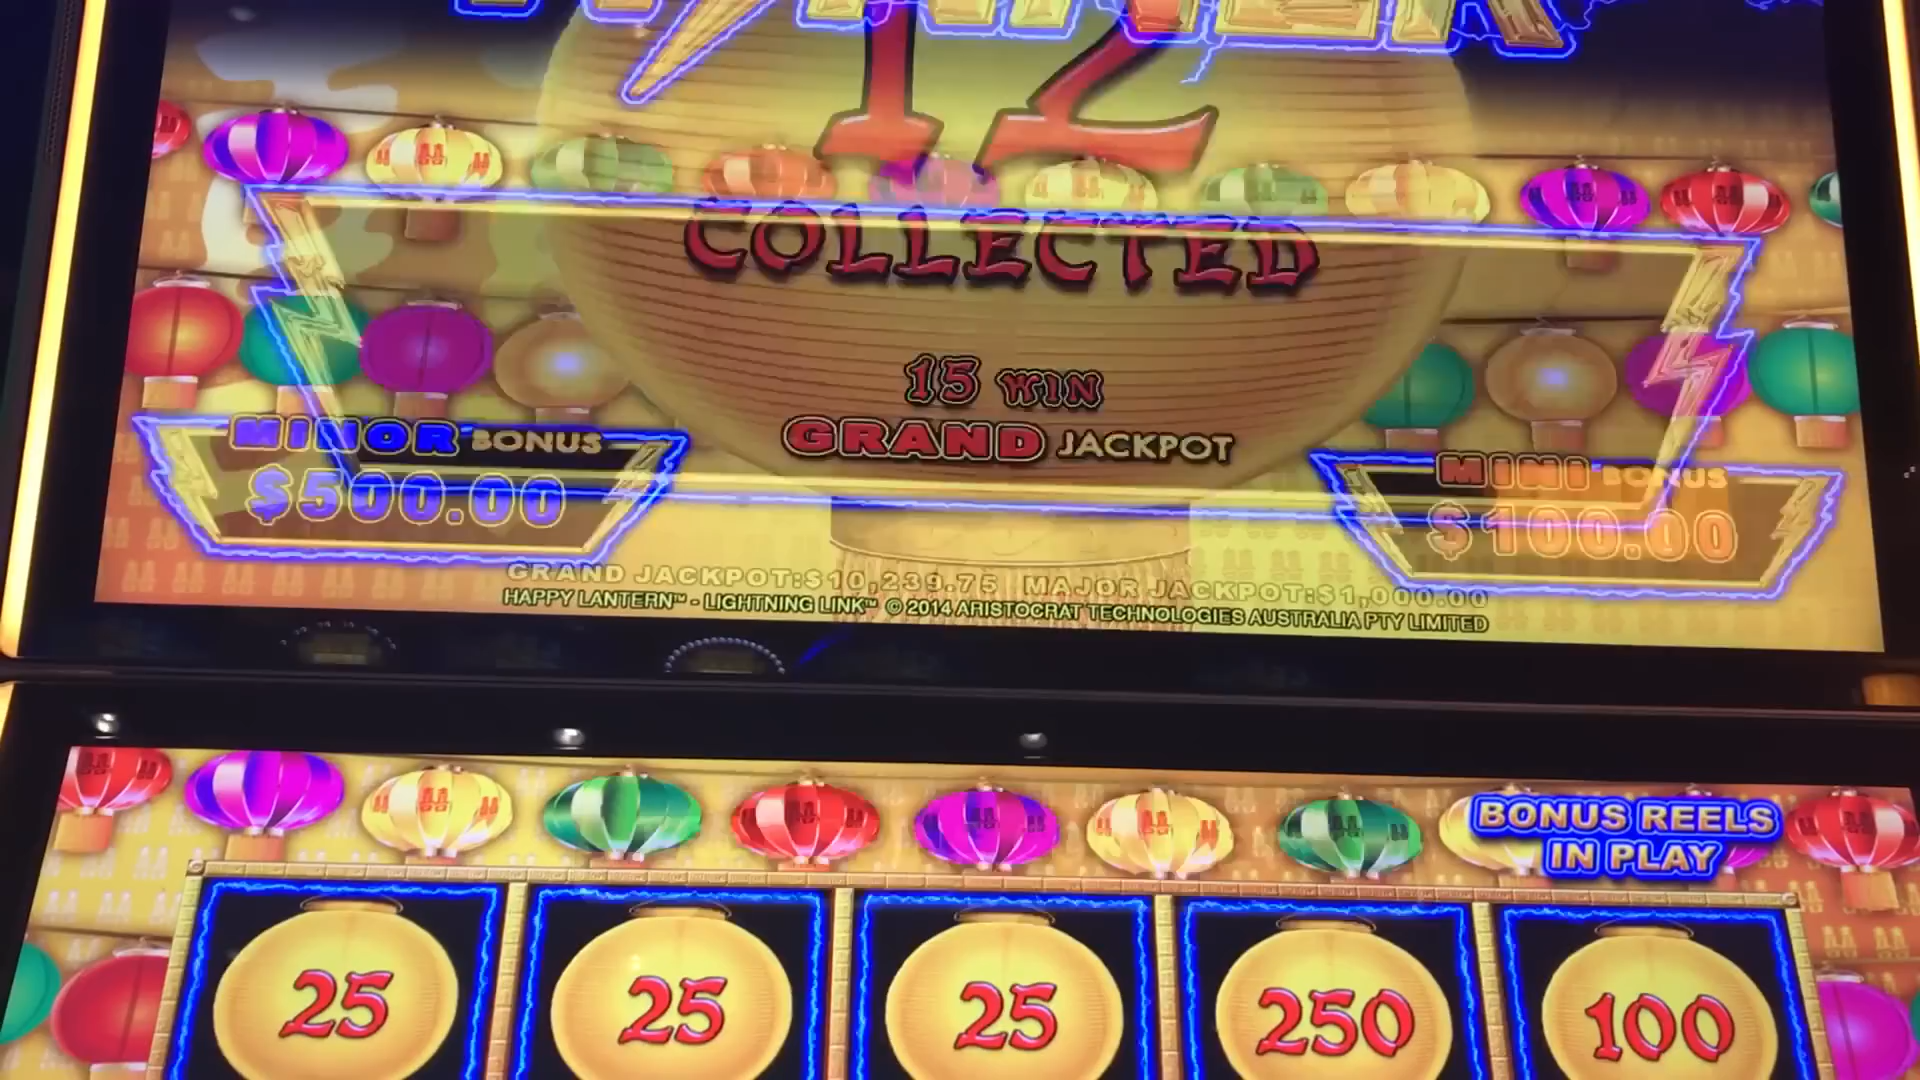 12
COLLECTED
15 WIN
GRAND JACKPOT
MINOR BONUS
$500.00
MINI BONUS
$100.00
GRAND JACKPOT:$10,239.75 MAJOR JACKPOT:$1,000.00
HAPPY LANTERN™ - LIGHTNING LINK™ © 2014 ARISTOCRAT TECHNOLOGIES AUSTRALIA PTY LIMITED
BONUS REELS
IN PLAY
25 25 25 250 100